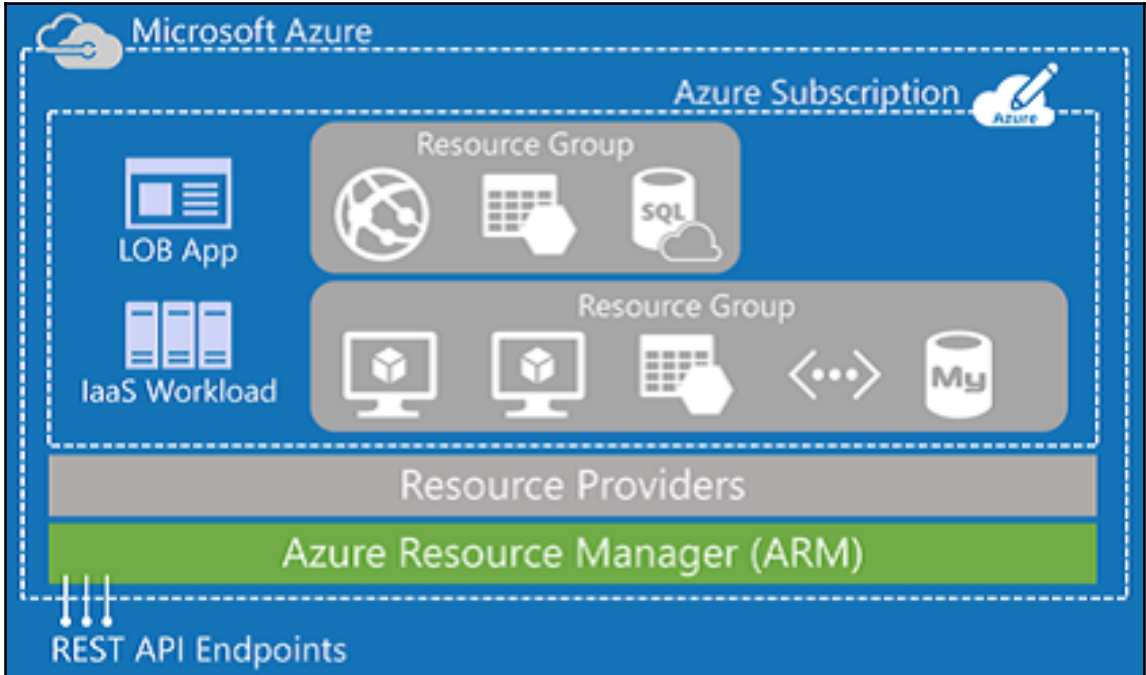 Microsoft Azure
Azure Subscription
Azure
Resource Group
SQL
LOB App
Resource Group
My
IaaS Workload
Resource Providers
Azure Resource Manager (ARM)
REST API Endpoints